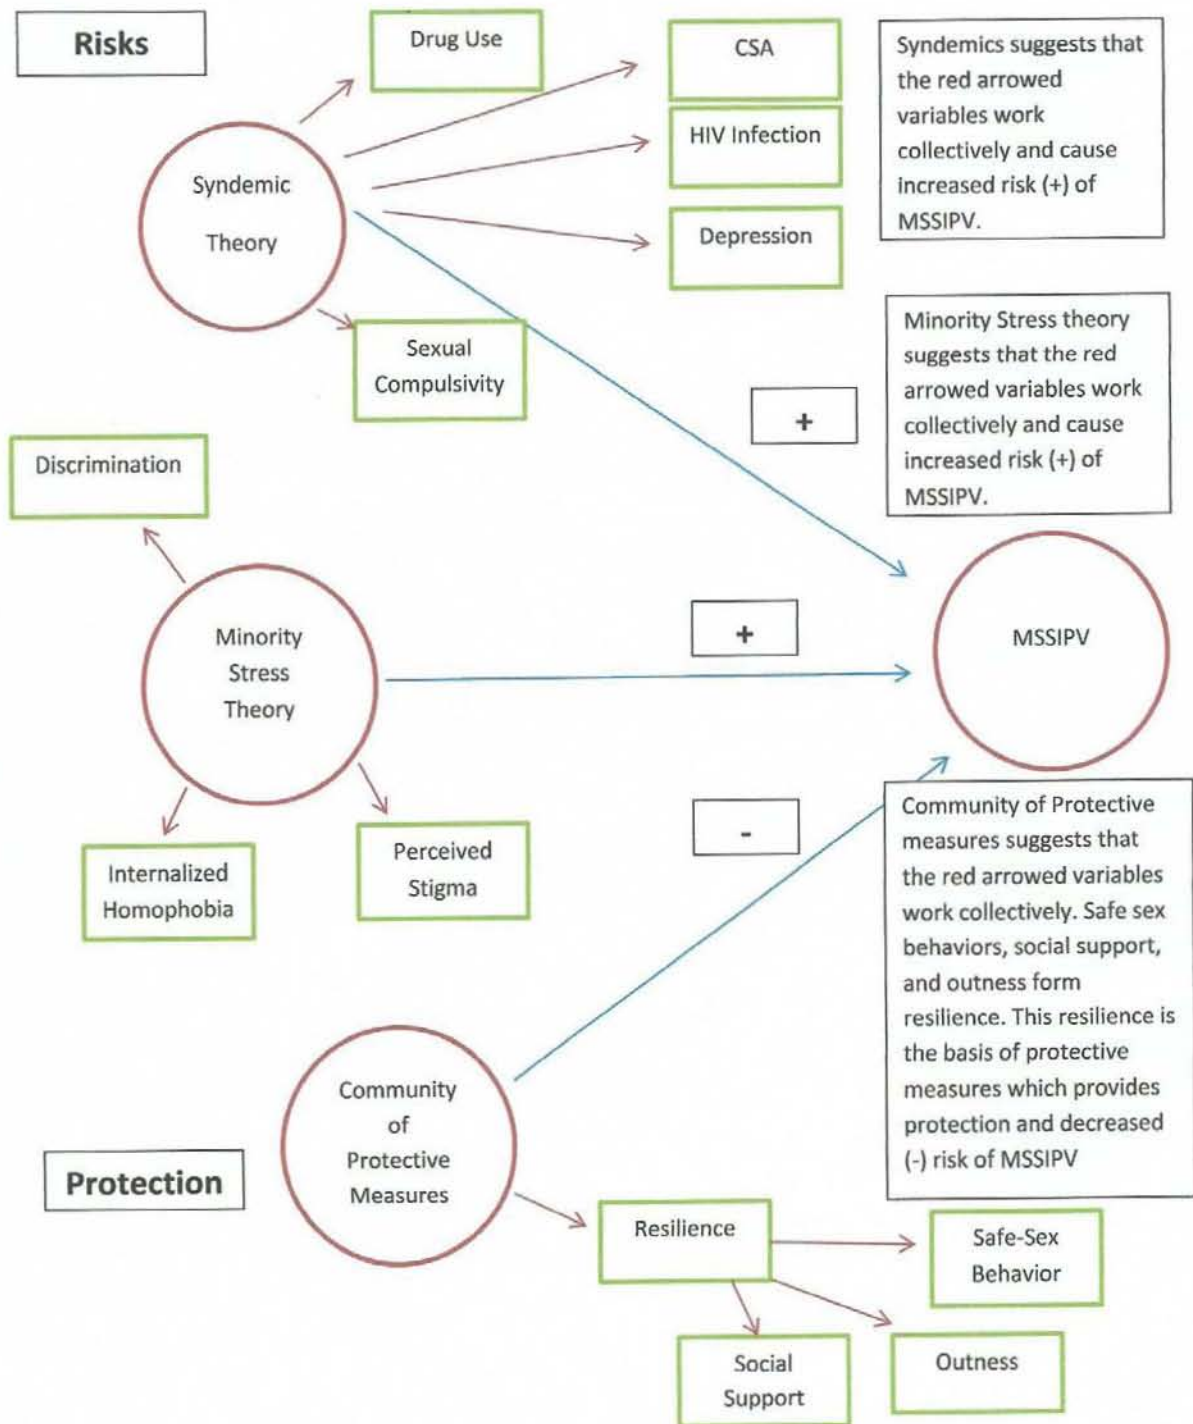 Risks
Drug Use
CSA
HIV Infection
Depression
Syndemic
Theory
Sexual
Compulsivity
Syndemics suggests that
the red arrowed
variables work
collectively and cause
increased risk (+) of
MSSIPV.
Minority Stress theory
suggests that the red
arrowed variables work
collectively and cause
increased risk (+) of
MSSIPV.
+
Discrimination
Minority
Stress
Theory
+
MSSIPV
Internalized
Homophobia
Perceived
Stigma
-
Community of Protective
measures suggests that
the red arrowed variables
work collectively. Safe sex
behaviors, social support,
and outness form
resilience. This resilience is
the basis of protective
measures which provides
protection and decreased
(-) risk of MSSIPV
Community
of
Protective
Measures
Protection
Resilience
Safe-Sex
Behavior
Social
Support
Outness